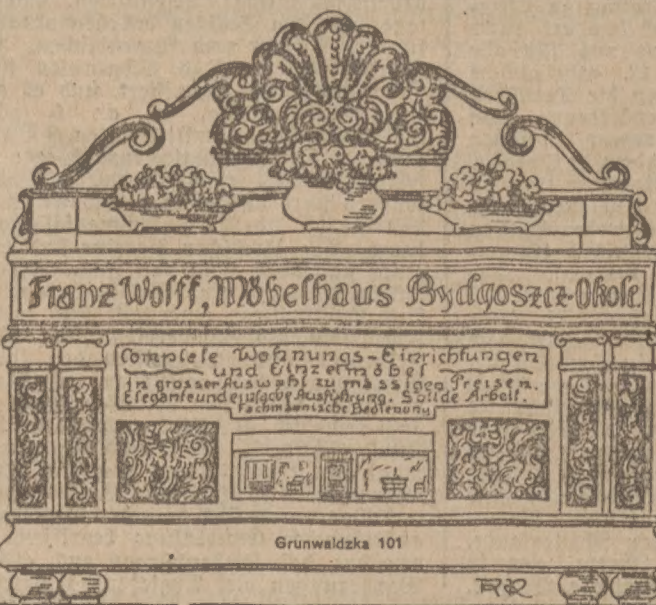 Franz Wolff, Möbelhaus Bydgoszcz-Okole.
Complete Wohnungs-Einrichtungen
und Einzelmöbel
in grosser Auswahl zu mässigen Preisen.
Elegante und einfache Ausführung. Solide Arbeit.
Fachmännische Bedienung
Grunwaldzka 101